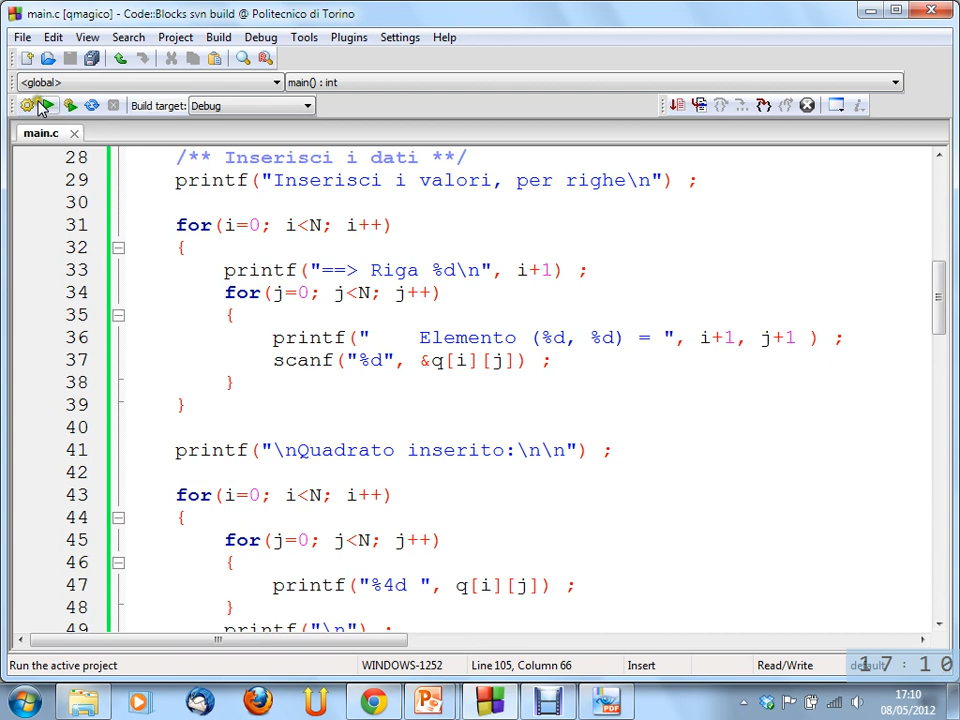 main.c [qmagico] - Code::Blocks svn build @ Politecnico di Torino
File Edit View Search Project Build Debug Tools Plugins Settings Help
<global> main() : int
Build target: Debug
main.c
28 /** Inserisci i dati **/
29 printf("Inserisci i valori, per righe\n") ;
30
31 for(i=0; i<N; i++)
32 {
33 printf("==> Riga %d\n", i+1) ;
34 for(j=0; j<N; j++)
35 {
36 printf("    Elemento (%d, %d) = ", i+1, j+1 ) ;
37 scanf("%d", &q[i][j]) ;
38 }
39 }
40
41 printf("\nQuadrato inserito:\n\n") ;
42
43 for(i=0; i<N; i++)
44 {
45 for(j=0; j<N; j++)
46 {
47 printf("%4d ", q[i][j]) ;
48 }
49 printf("\n") ;
Run the active project WINDOWS-1252 Line 105, Column 66 Insert Read/Write default
17:10
17:10
08/05/2012